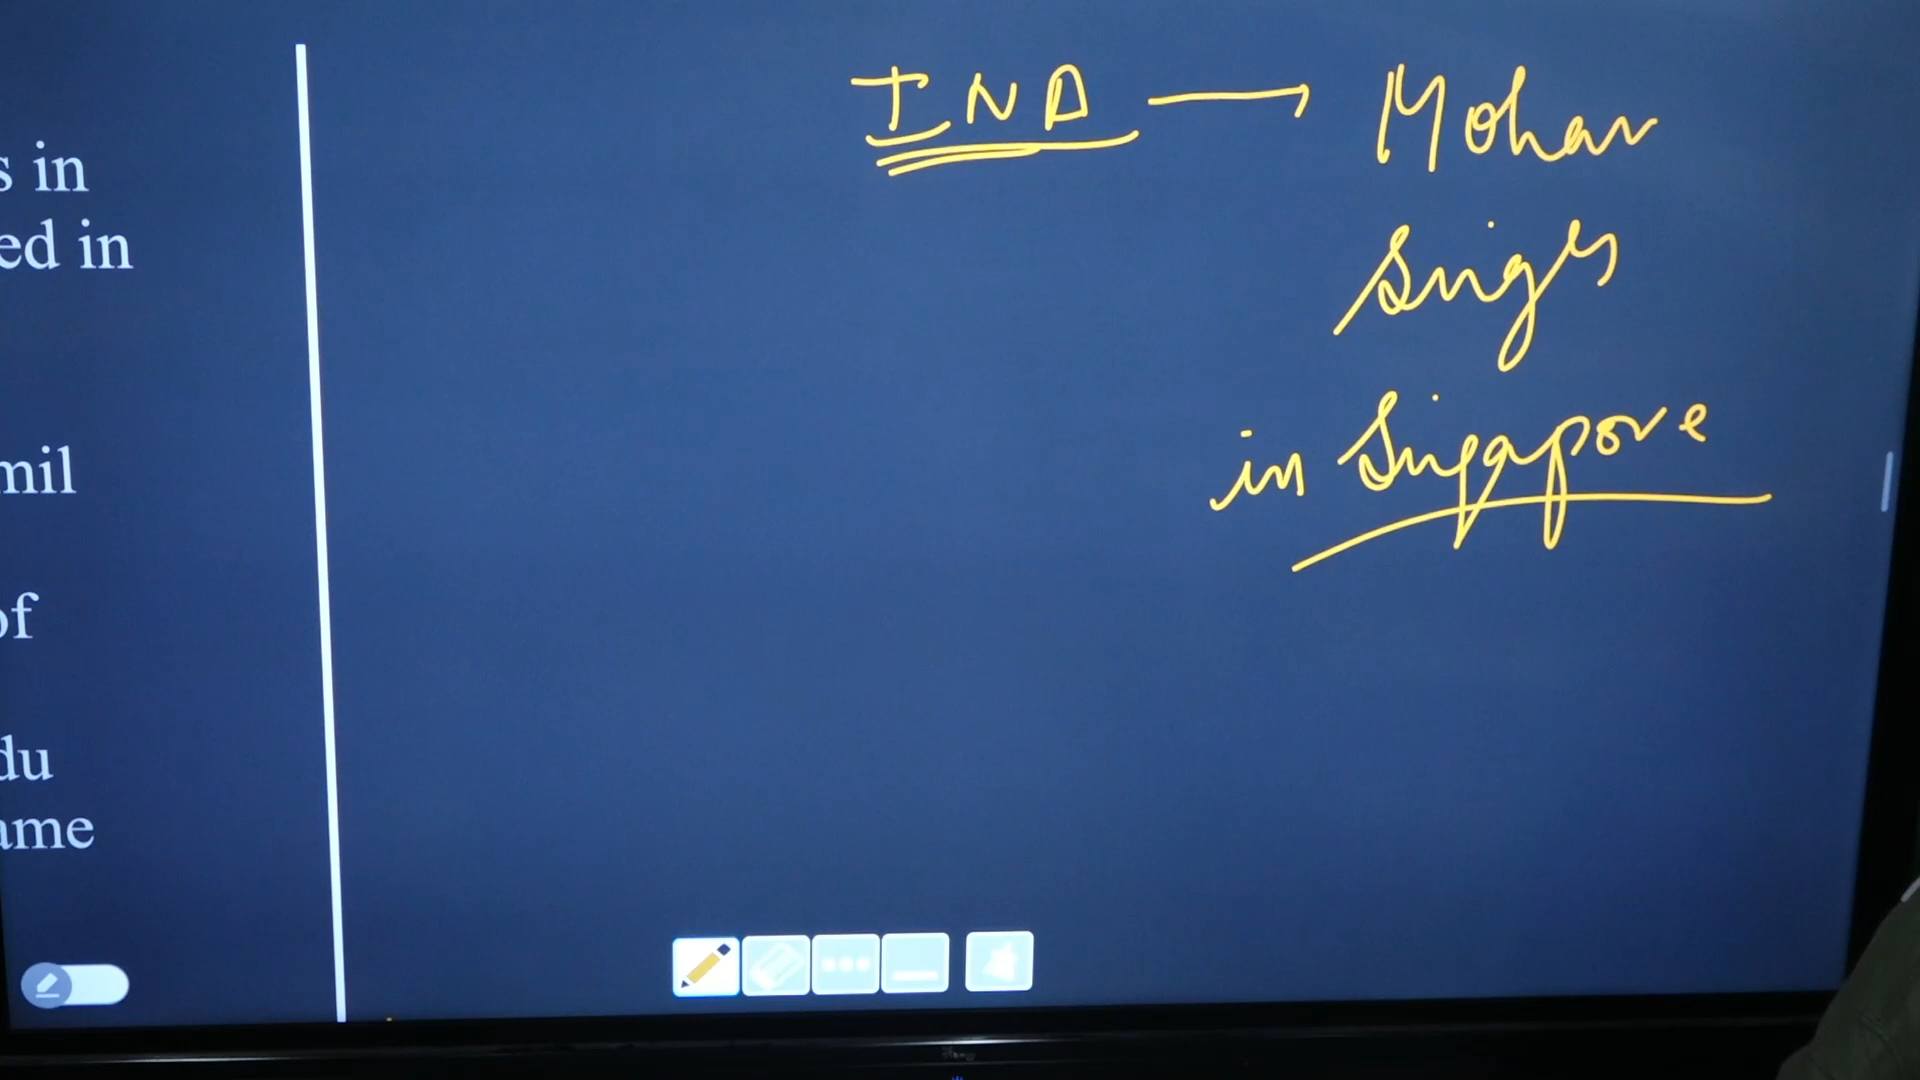 s in
ed in
mil
of
du
ame
INA → Mohan
Singh
in Singapore